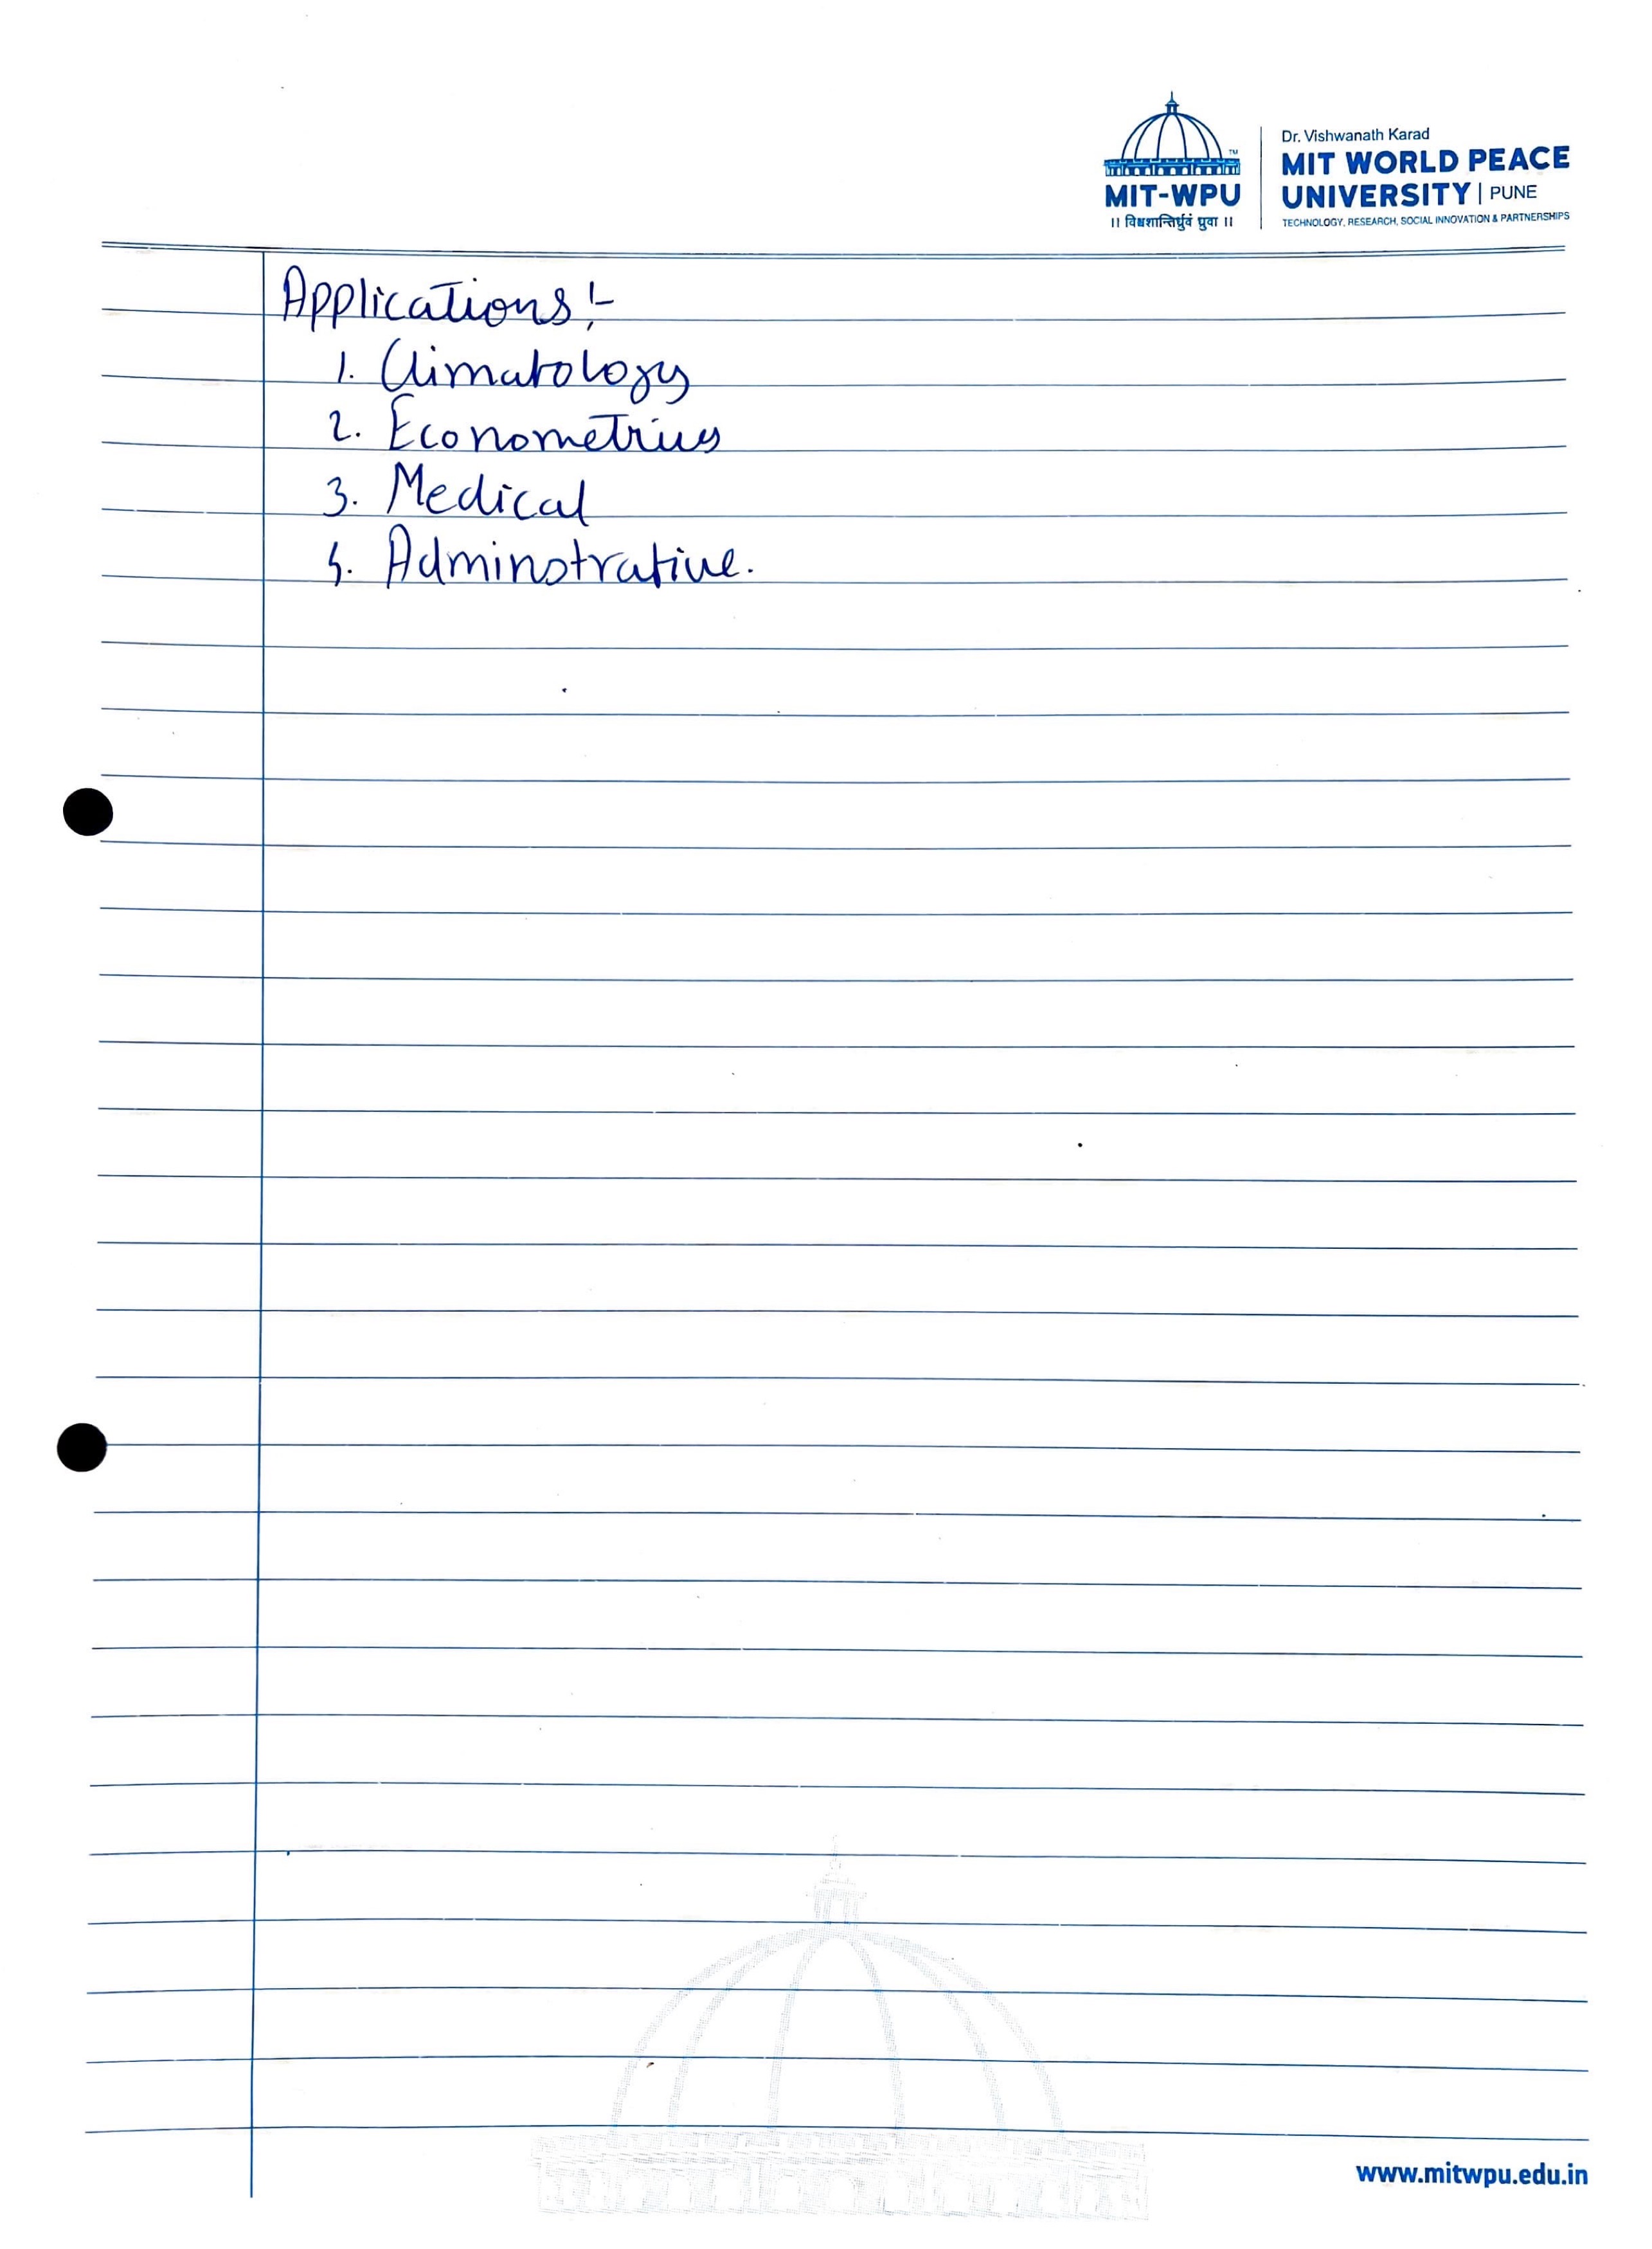 Dr. Vishwanath Karad
MIT WORLD PEACE
UNIVERSITY | PUNE
TECHNOLOGY, RESEARCH, SOCIAL INNOVATION & PARTNERSHIPS
TM
MIT-WPU
।। विश्वशान्तिर्ध्रुवं ध्रुवा ।।
Applications:-
1. Climatology
2. Econometrics
3. Medical
4. Adminstrative.
www.mitwpu.edu.in